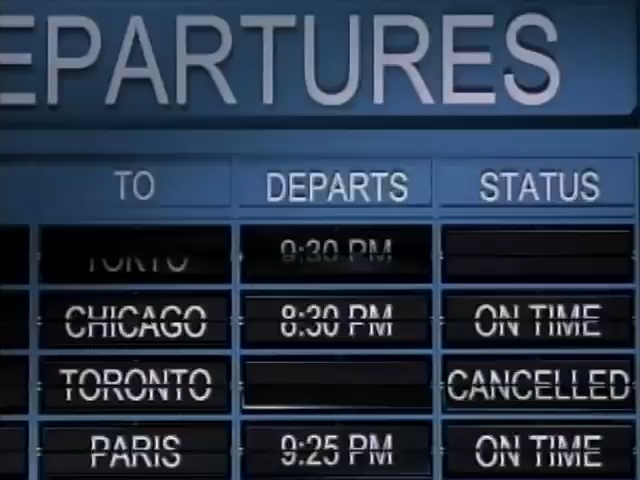 EPARTURES
TO DEPARTS STATUS
9:30 PM
CHICAGO 8:30 PM ON TIME
TORONTO CANCELLED
PARIS 9:25 PM ON TIME